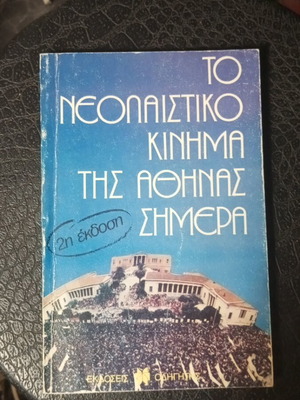 ΤΟ
ΝΕΟΛΑΙΣΤΙΚΟ
ΚΙΝΗΜΑ
ΤΗΣ ΑΘΗΝΑΣ
ΣΗΜΕΡΑ
2η έκδοση
ΕΚΔΟΣΕΙΣ ΟΔΗΓΗΤΗΣ